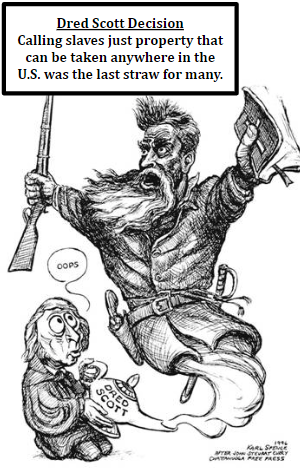 Dred Scott Decision
Calling slaves just property that
can be taken anywhere in the
U.S. was the last straw for many.
OOPS
DRED
SCOTT
1996
KARL SPENCE
AFTER JOHN STEUART CURRY
CHATTANOOGA FREE PRESS